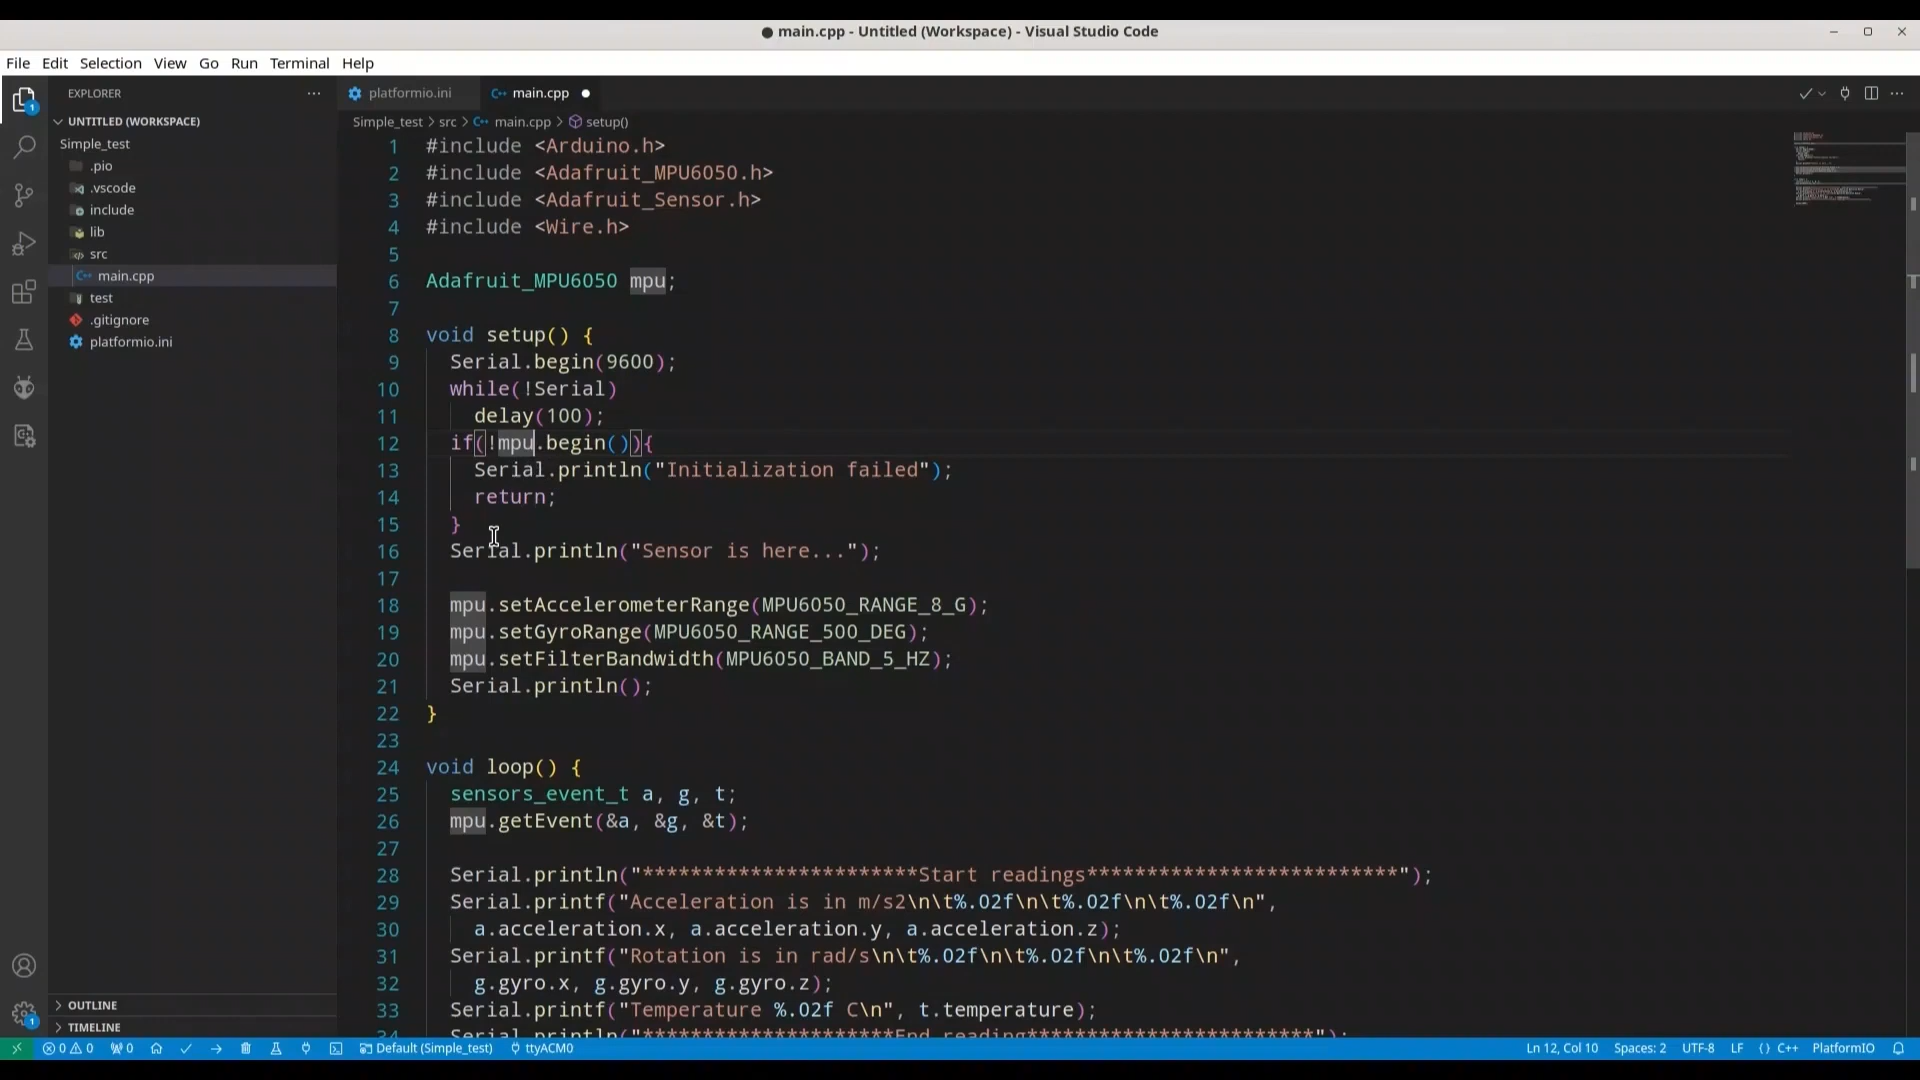 main.cpp - Untitled (Workspace) - Visual Studio Code
File Edit Selection View Go Run Terminal Help
EXPLORER
platformio.ini
main.cpp
UNTITLED (WORKSPACE)
Simple_test > src > main.cpp > setup()
Simple_test
.pio
.vscode
include
lib
src
main.cpp
test
.gitignore
platformio.ini
1 #include <Arduino.h>
2 #include <Adafruit_MPU6050.h>
3 #include <Adafruit_Sensor.h>
4 #include <Wire.h>
5
6 Adafruit_MPU6050 mpu;
7
8 void setup() {
9 Serial.begin(9600);
10 while(!Serial)
11 delay(100);
12 if(!mpu.begin()){
13 Serial.println("Initialization failed");
14 return;
15 }
16 Serial.println("Sensor is here...");
17
18 mpu.setAccelerometerRange(MPU6050_RANGE_8_G);
19 mpu.setGyroRange(MPU6050_RANGE_500_DEG);
20 mpu.setFilterBandwidth(MPU6050_BAND_5_HZ);
21 Serial.println();
22 }
23
24 void loop() {
25 sensors_event_t a, g, t;
26 mpu.getEvent(&a, &g, &t);
27
28 Serial.println("***********************Start readings**************************");
29 Serial.printf("Acceleration is in m/s2\n\t%.02f\n\t%.02f\n\t%.02f\n",
30 a.acceleration.x, a.acceleration.y, a.acceleration.z);
31 Serial.printf("Rotation is in rad/s\n\t%.02f\n\t%.02f\n\t%.02f\n",
32 g.gyro.x, g.gyro.y, g.gyro.z);
33 Serial.printf("Temperature %.02f C\n", t.temperature);
34 Serial.println("*********************End reading************************");
OUTLINE
TIMELINE
1
1
0 0 0 Default (Simple_test) ttyACM0 Ln 12, Col 10 Spaces: 2 UTF-8 LF {} C++ PlatformIO